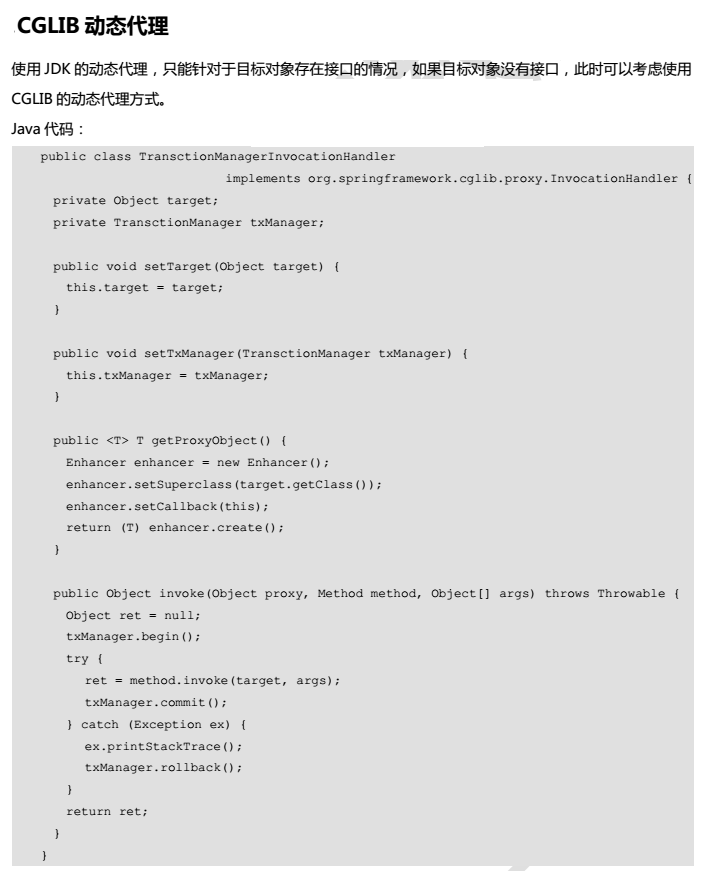 CGLIB 动态代理
使用 JDK 的动态代理，只能针对于目标对象存在接口的情况，如果目标对象没有接口，此时可以考虑使用
CGLIB 的动态代理方式。
Java 代码：
public class TransctionManagerInvocationHandler
implements org.springframework.cglib.proxy.InvocationHandler {
private Object target;
private TransctionManager txManager;
public void setTarget(Object target) {
this.target = target;
}
public void setTxManager(TransctionManager txManager) {
this.txManager = txManager;
}
public <T> T getProxyObject() {
Enhancer enhancer = new Enhancer();
enhancer.setSuperclass(target.getClass());
enhancer.setCallback(this);
return (T) enhancer.create();
}
public Object invoke(Object proxy, Method method, Object[] args) throws Throwable {
Object ret = null;
txManager.begin();
try {
ret = method.invoke(target, args);
txManager.commit();
} catch (Exception ex) {
ex.printStackTrace();
txManager.rollback();
}
return ret;
}
}